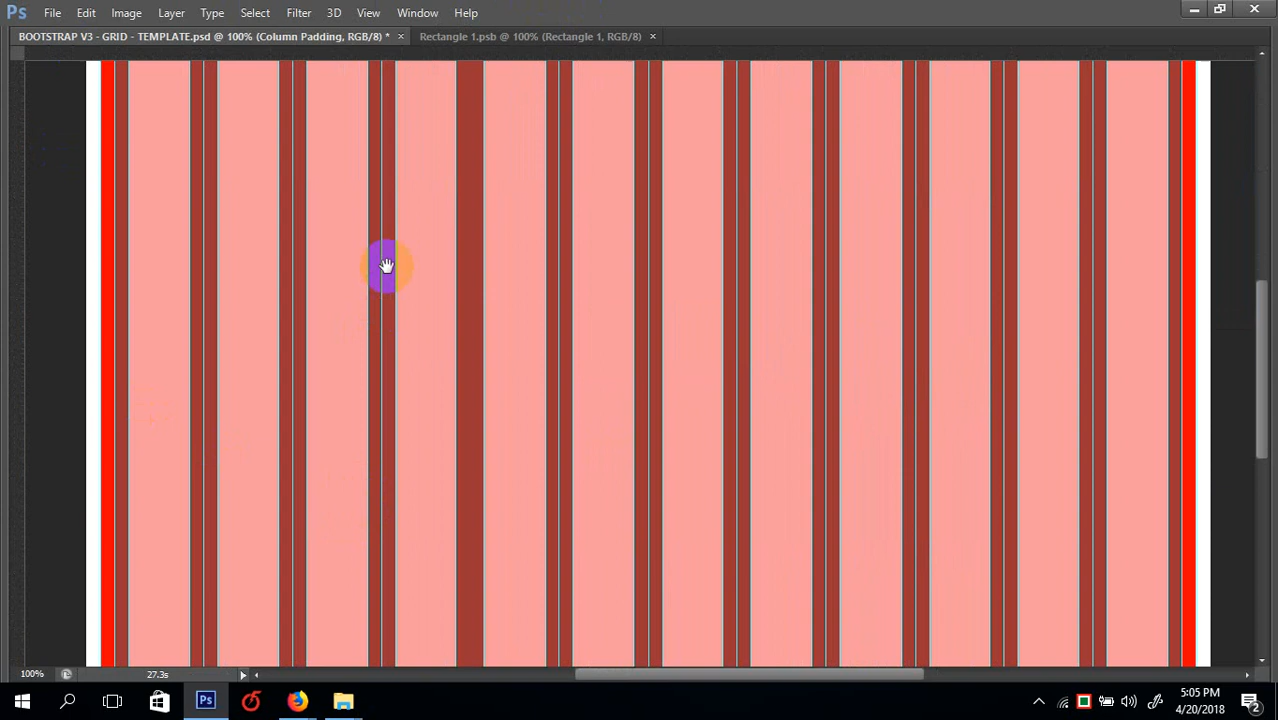 Ps File Edit Image Layer Type Select Filter 3D View Window Help
BOOTSTRAP V3 - GRID - TEMPLATE.psd @ 100% (Column Padding, RGB/8) * × Rectangle 1.psb @ 100% (Rectangle 1, RGB/8) ×
100% 27.3s
Ps
5:05 PM
4/20/2018
2